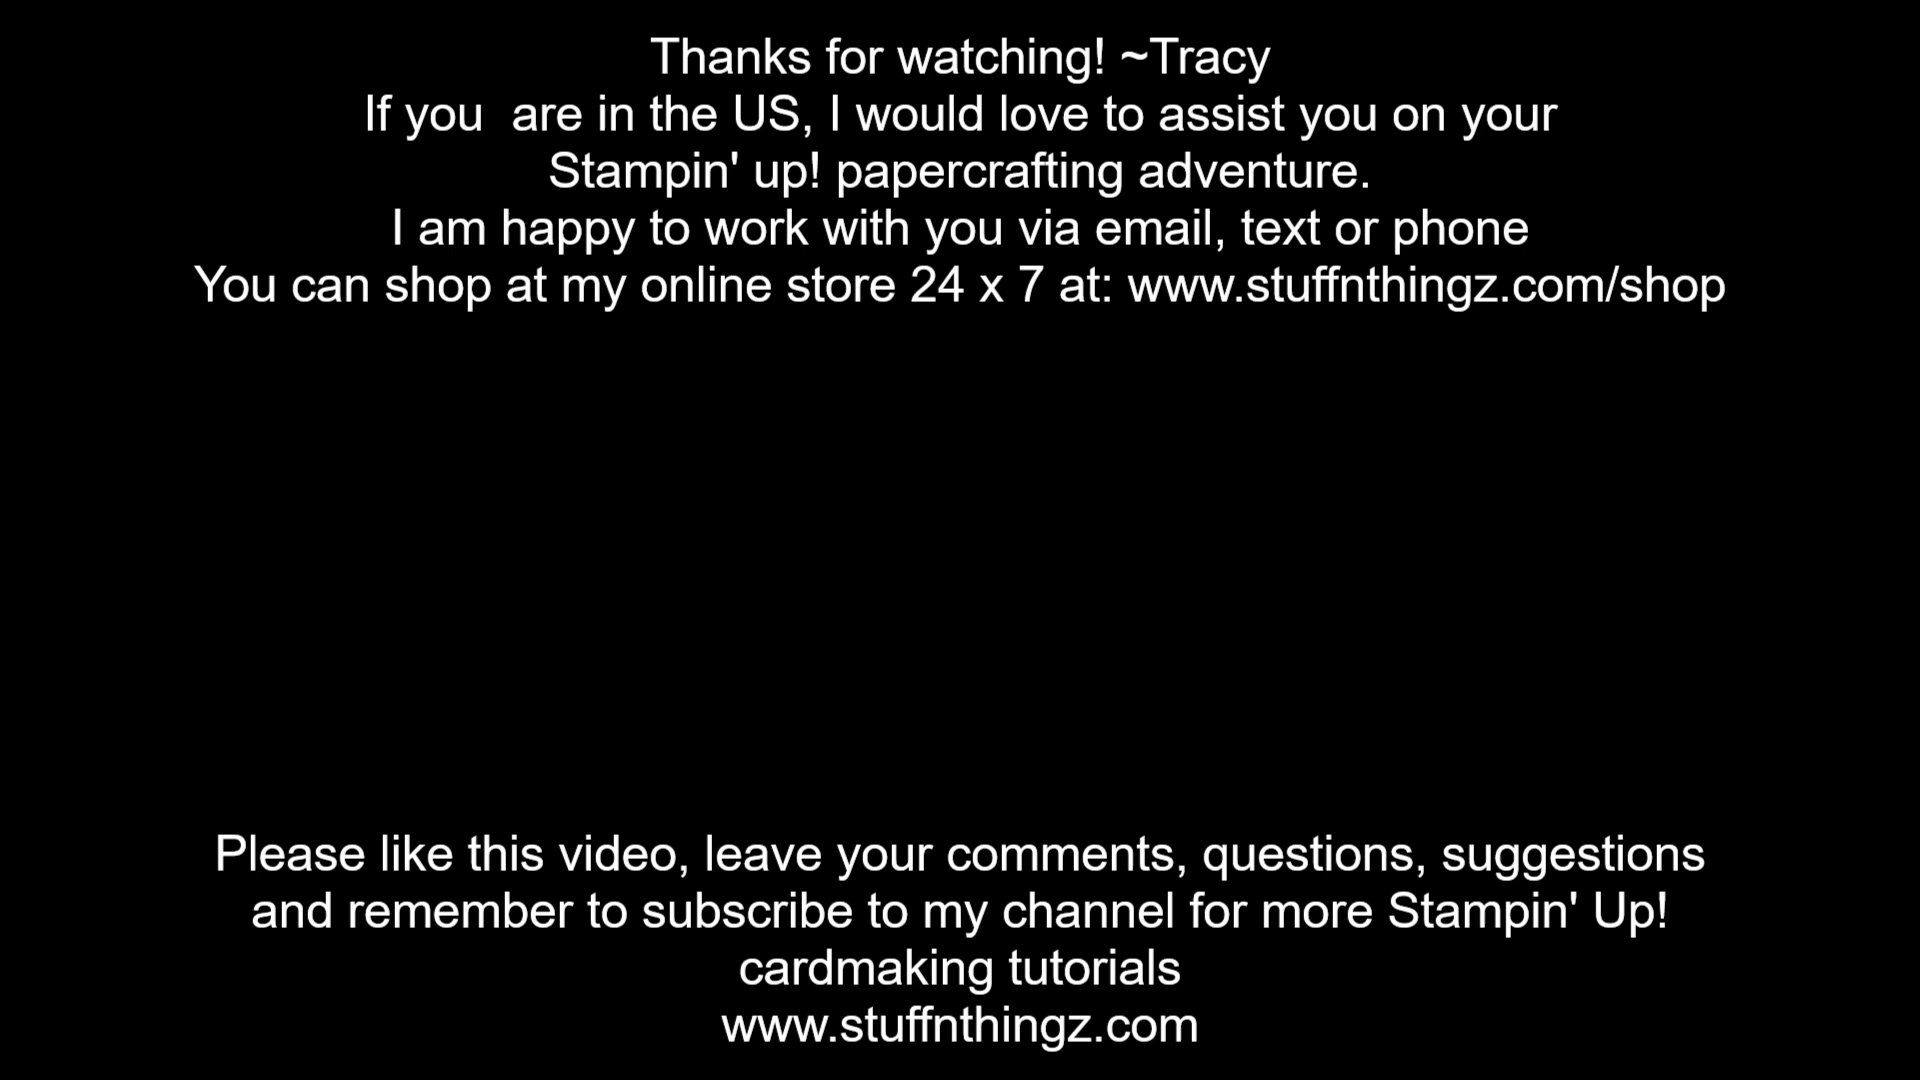 Thanks for watching! ~Tracy
If you  are in the US, I would love to assist you on your
Stampin' up! papercrafting adventure.
I am happy to work with you via email, text or phone
You can shop at my online store 24 x 7 at: www.stuffnthingz.com/shop
Please like this video, leave your comments, questions, suggestions
and remember to subscribe to my channel for more Stampin' Up!
cardmaking tutorials
www.stuffnthingz.com